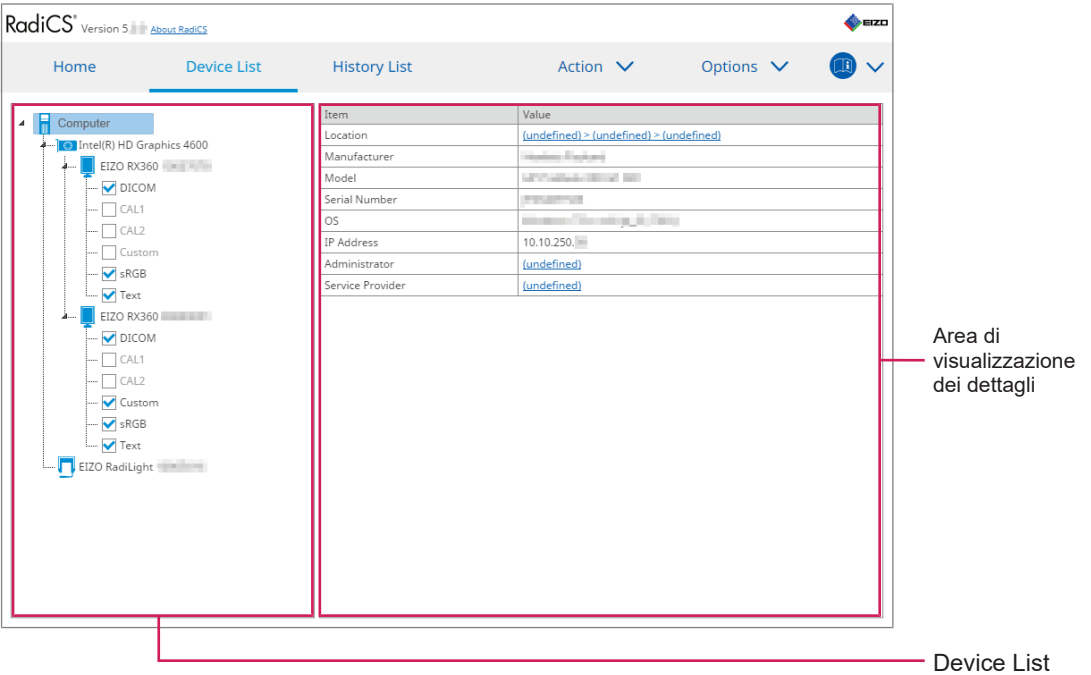 RadiCS® Version 5. About RadiCS
EIZO
Home Device List History List Action Options
Computer
Intel(R) HD Graphics 4600
EIZO RX360
DICOM
CAL1
CAL2
Custom
sRGB
Text
EIZO RX360
DICOM
CAL1
CAL2
Custom
sRGB
Text
EIZO RadiLight
Item Value
Location (undefined) > (undefined) > (undefined)
Manufacturer
Model
Serial Number
OS
IP Address 10.10.250.
Administrator (undefined)
Service Provider (undefined)
Area di
visualizzazione
dei dettagli
Device List